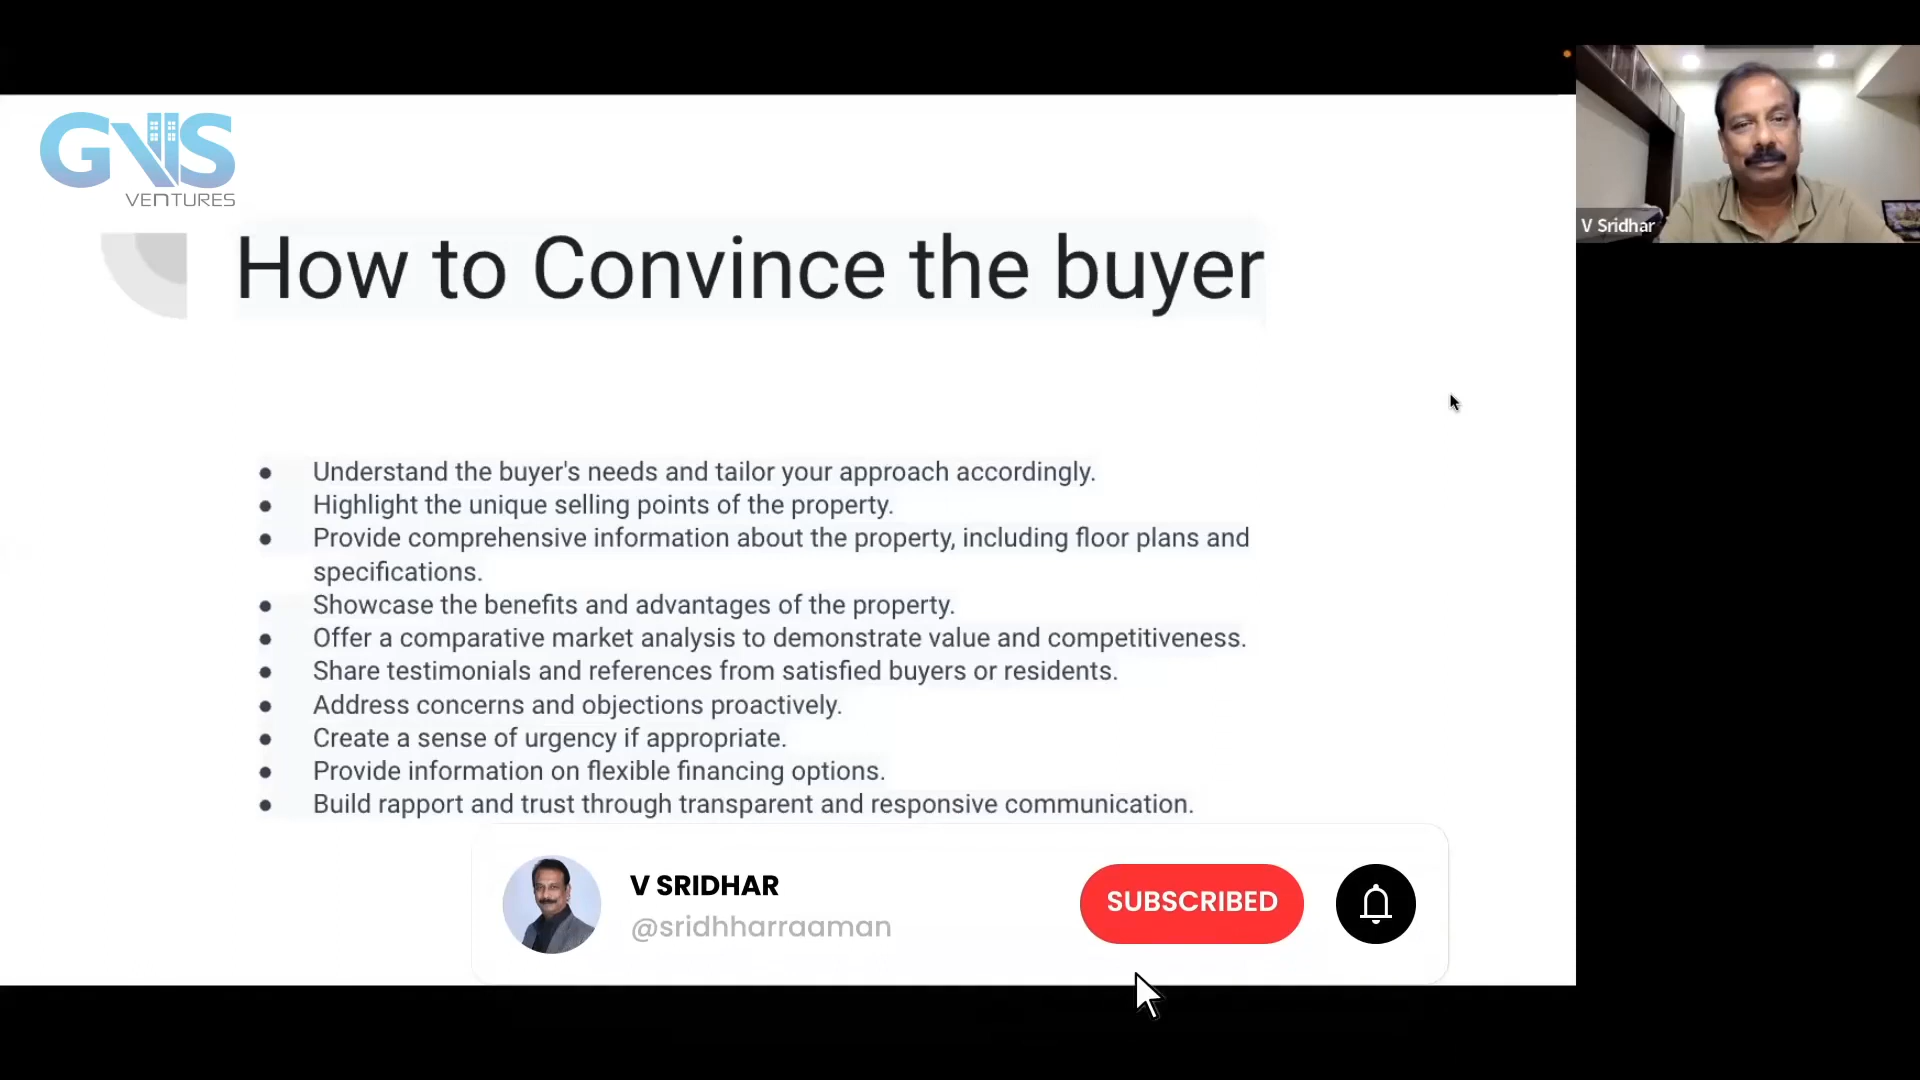 GVS
VENTURES
How to Convince the buyer
● Understand the buyer's needs and tailor your approach accordingly.
● Highlight the unique selling points of the property.
● Provide comprehensive information about the property, including floor plans and
specifications.
● Showcase the benefits and advantages of the property.
● Offer a comparative market analysis to demonstrate value and competitiveness.
● Share testimonials and references from satisfied buyers or residents.
● Address concerns and objections proactively.
● Create a sense of urgency if appropriate.
● Provide information on flexible financing options.
● Build rapport and trust through transparent and responsive communication.
V SRIDHAR
@sridhharraaman
SUBSCRIBED
V Sridhar